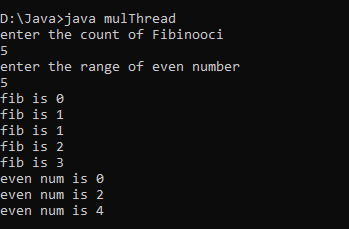 D:\Java>java mulThread
enter the count of Fibinooci
5
enter the range of even number
5
fib is 0
fib is 1
fib is 1
fib is 2
fib is 3
even num is 0
even num is 2
even num is 4